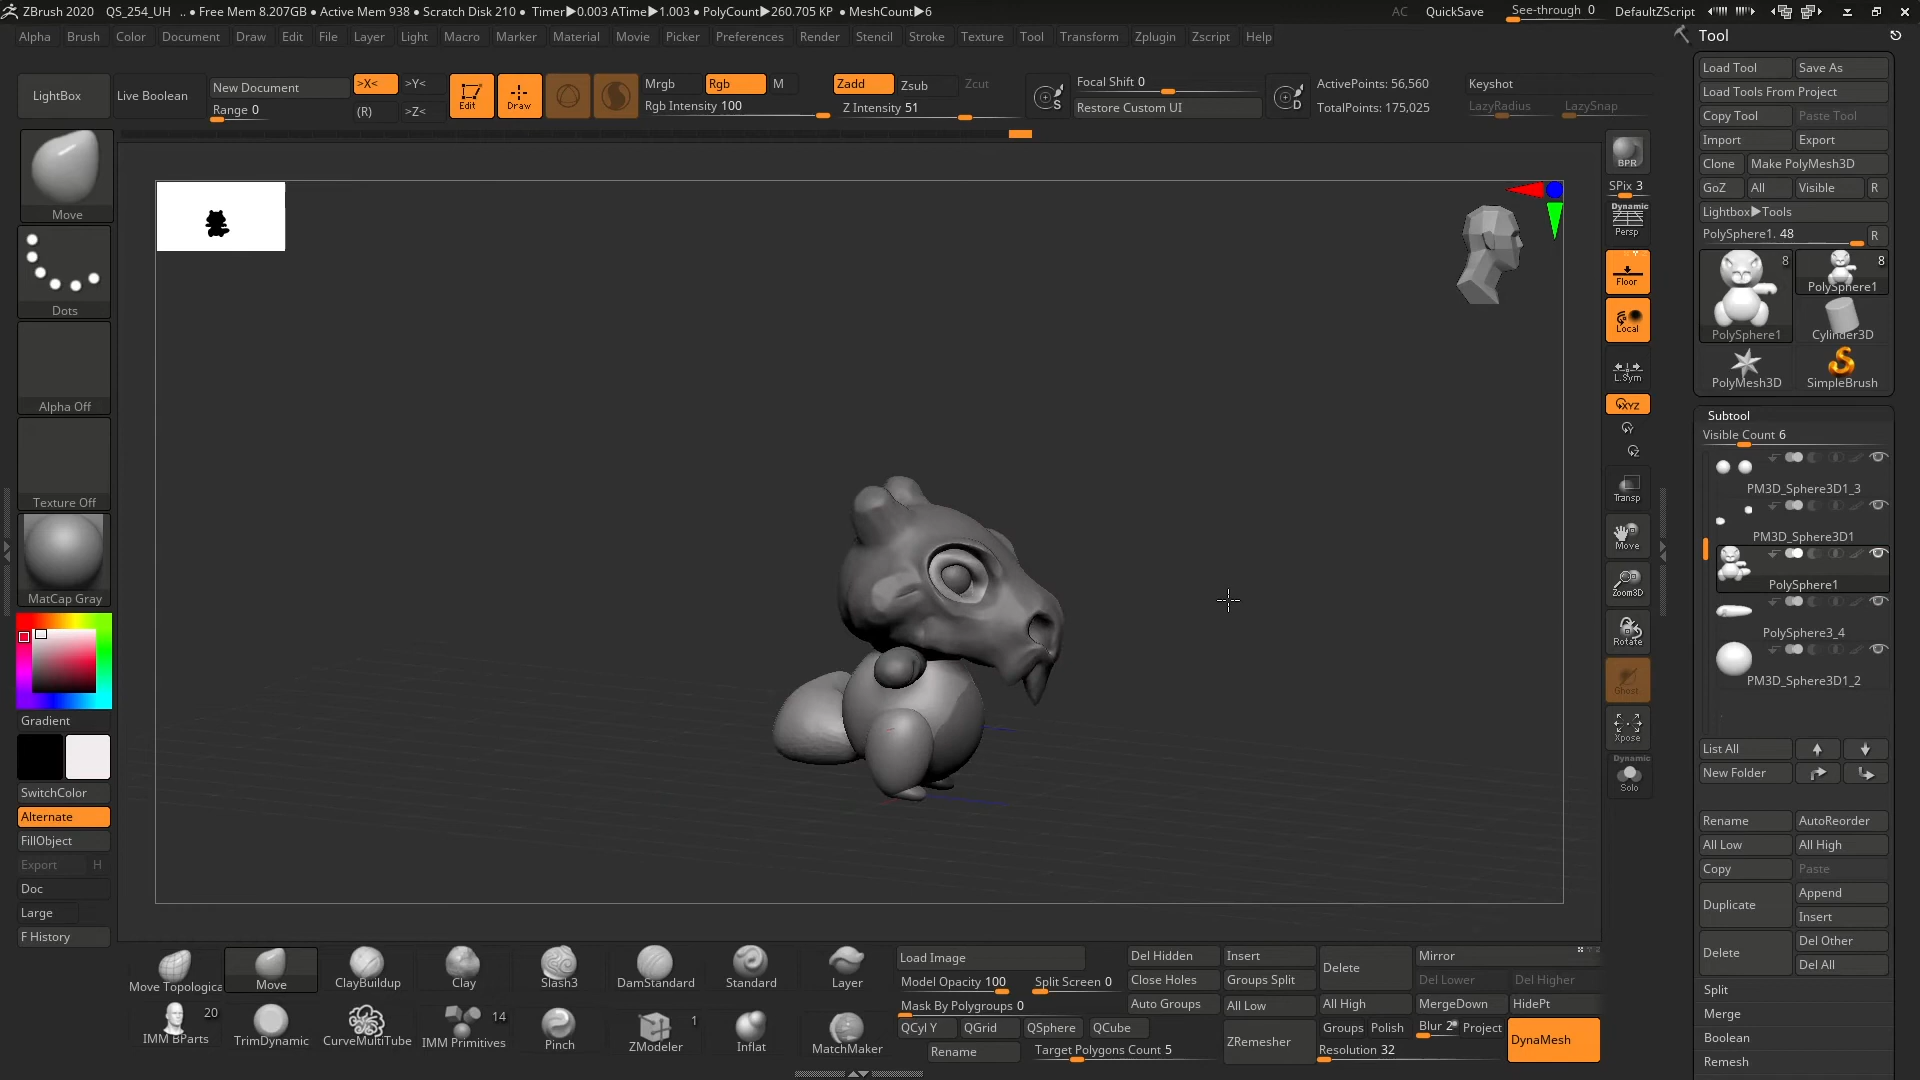 ZBrush 2020 QS_254_UH .. ● Free Mem 8.207GB ● Active Mem 938 ● Scratch Disk 210 ● Timer▶0.003 ATime▶1.003 ● PolyCount▶260.705 KP ● MeshCount▶6 AC QuickSave See-through 0 DefaultZScript
Alpha Brush Color Document Draw Edit File Layer Light Macro Marker Material Movie Picker Preferences Render Stencil Stroke Texture Tool Transform Zplugin Zscript Help
LightBox Live Boolean
New Document
Range 0
>X< >Y<
(R) >Z<
Edit Draw
Mrgb Rgb M
Rgb Intensity 100
Zadd Zsub Zcut
Z Intensity 51
S
Focal Shift 0
Restore Custom UI
D
ActivePoints: 56,560
TotalPoints: 175,025
Keyshot
LazyRadius LazySnap
Move
Dots
Alpha Off
Texture Off
MatCap Gray
Gradient
SwitchColor
Alternate
FillObject
Export H
Doc
Large
F History
BPR
SPix 3
Dynamic
Persp
Floor
Local
L.Sym
XYZ
Y
Z
Transp
Move
Zoom3D
Rotate
Ghost
Xpose
Dynamic
Solo
Tool
Load Tool Save As
Load Tools From Project
Copy Tool Paste Tool
Import Export
Clone Make PolyMesh3D
GoZ All Visible R
Lightbox▶Tools
PolySphere1. 48 R
8 8
PolySphere1
PolySphere1 Cylinder3D
PolyMesh3D SimpleBrush
Subtool
Visible Count 6
PM3D_Sphere3D1_3
PM3D_Sphere3D1
PolySphere1
PolySphere3_4
PM3D_Sphere3D1_2
List All
New Folder
Rename AutoReorder
All Low All High
Copy Paste
Duplicate Append
Insert
Delete Del Other
Del All
Split
Merge
Boolean
Remesh
Move Topologica Move ClayBuildup Clay Slash3 DamStandard Standard Layer
20 14 1
IMM BParts TrimDynamic CurveMultiTube IMM Primitives Pinch ZModeler Inflat MatchMaker
Load Image
Model Opacity 100 Split Screen 0
Mask By Polygroups 0
QCyl Y QGrid QSphere QCube
Rename Target Polygons Count 5
Del Hidden Insert Delete Mirror
Close Holes Groups Split Del Lower Del Higher
Auto Groups All Low All High MergeDown HidePt
ZRemesher Groups Polish Blur 2 Project
Resolution 32
DynaMesh